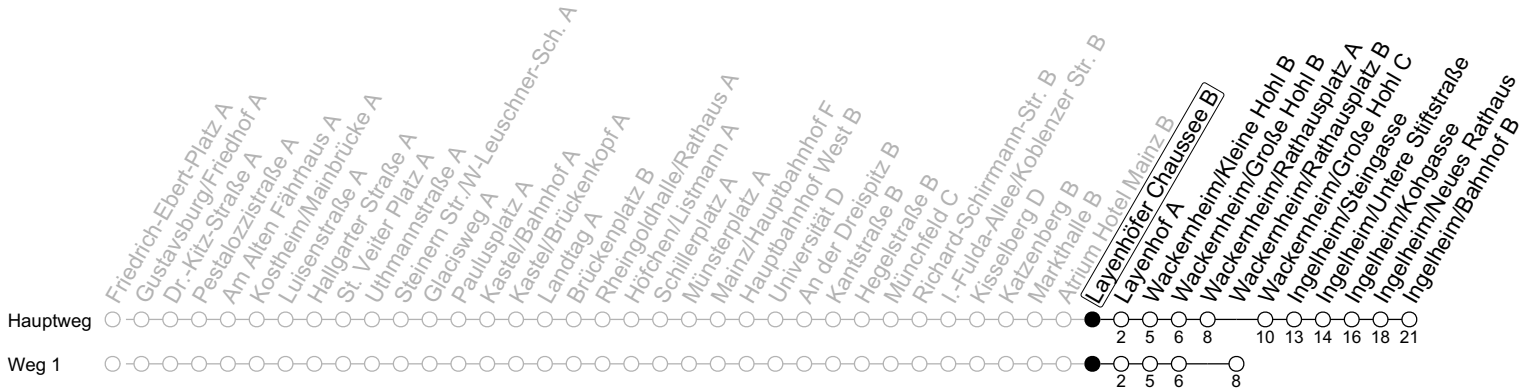 Friedrich-Ebert-Platz A
Gustavsburg/Friedhof A
Dr.-Kitz-Straße A
Pestalozzistraße A
Am Alten Fährhaus A
Kostheim/Mainbrücke A
Luisenstraße A
Hallgarter Straße A
St. Veiter Platz A
Uthmannstraße A
Steinern Str./W-Leuschner-Sch. A
Glacisweg A
Paulusplatz A
Kastel/Bahnhof A
Kastel/Brückenkopf A
Landtag A
Brückenplatz B
Rheingoldhalle/Rathaus A
Höfchen/Listmann A
Schillerplatz A
Münsterplatz A
Mainz/Hauptbahnhof F
Hauptbahnhof West B
Universität D
An der Dreispitz B
Kantstraße B
Hegelstraße B
Münchfeld C
Richard-Schirrmann-Str. B
I.-Fulda-Allee/Koblenzer Str. B
Kisselberg D
Katzenberg B
Markthalle B
Atrium Hotel Mainz B
Layenhöfer Chaussee B
Layenhof A
Wackernheim/Kleine Hohl B
Wackernheim/Große Hohl B
Wackernheim/Rathausplatz A
Wackernheim/Rathausplatz B
Wackernheim/Große Hohl C
Ingelheim/Steingasse
Ingelheim/Untere Stiftstraße
Ingelheim/Rohrgasse
Ingelheim/Neues Rathaus
Ingelheim/Bahnhof B
Hauptweg
2 5 6 8 10 13 14 16 18 21
Weg 1
2 5 6 8